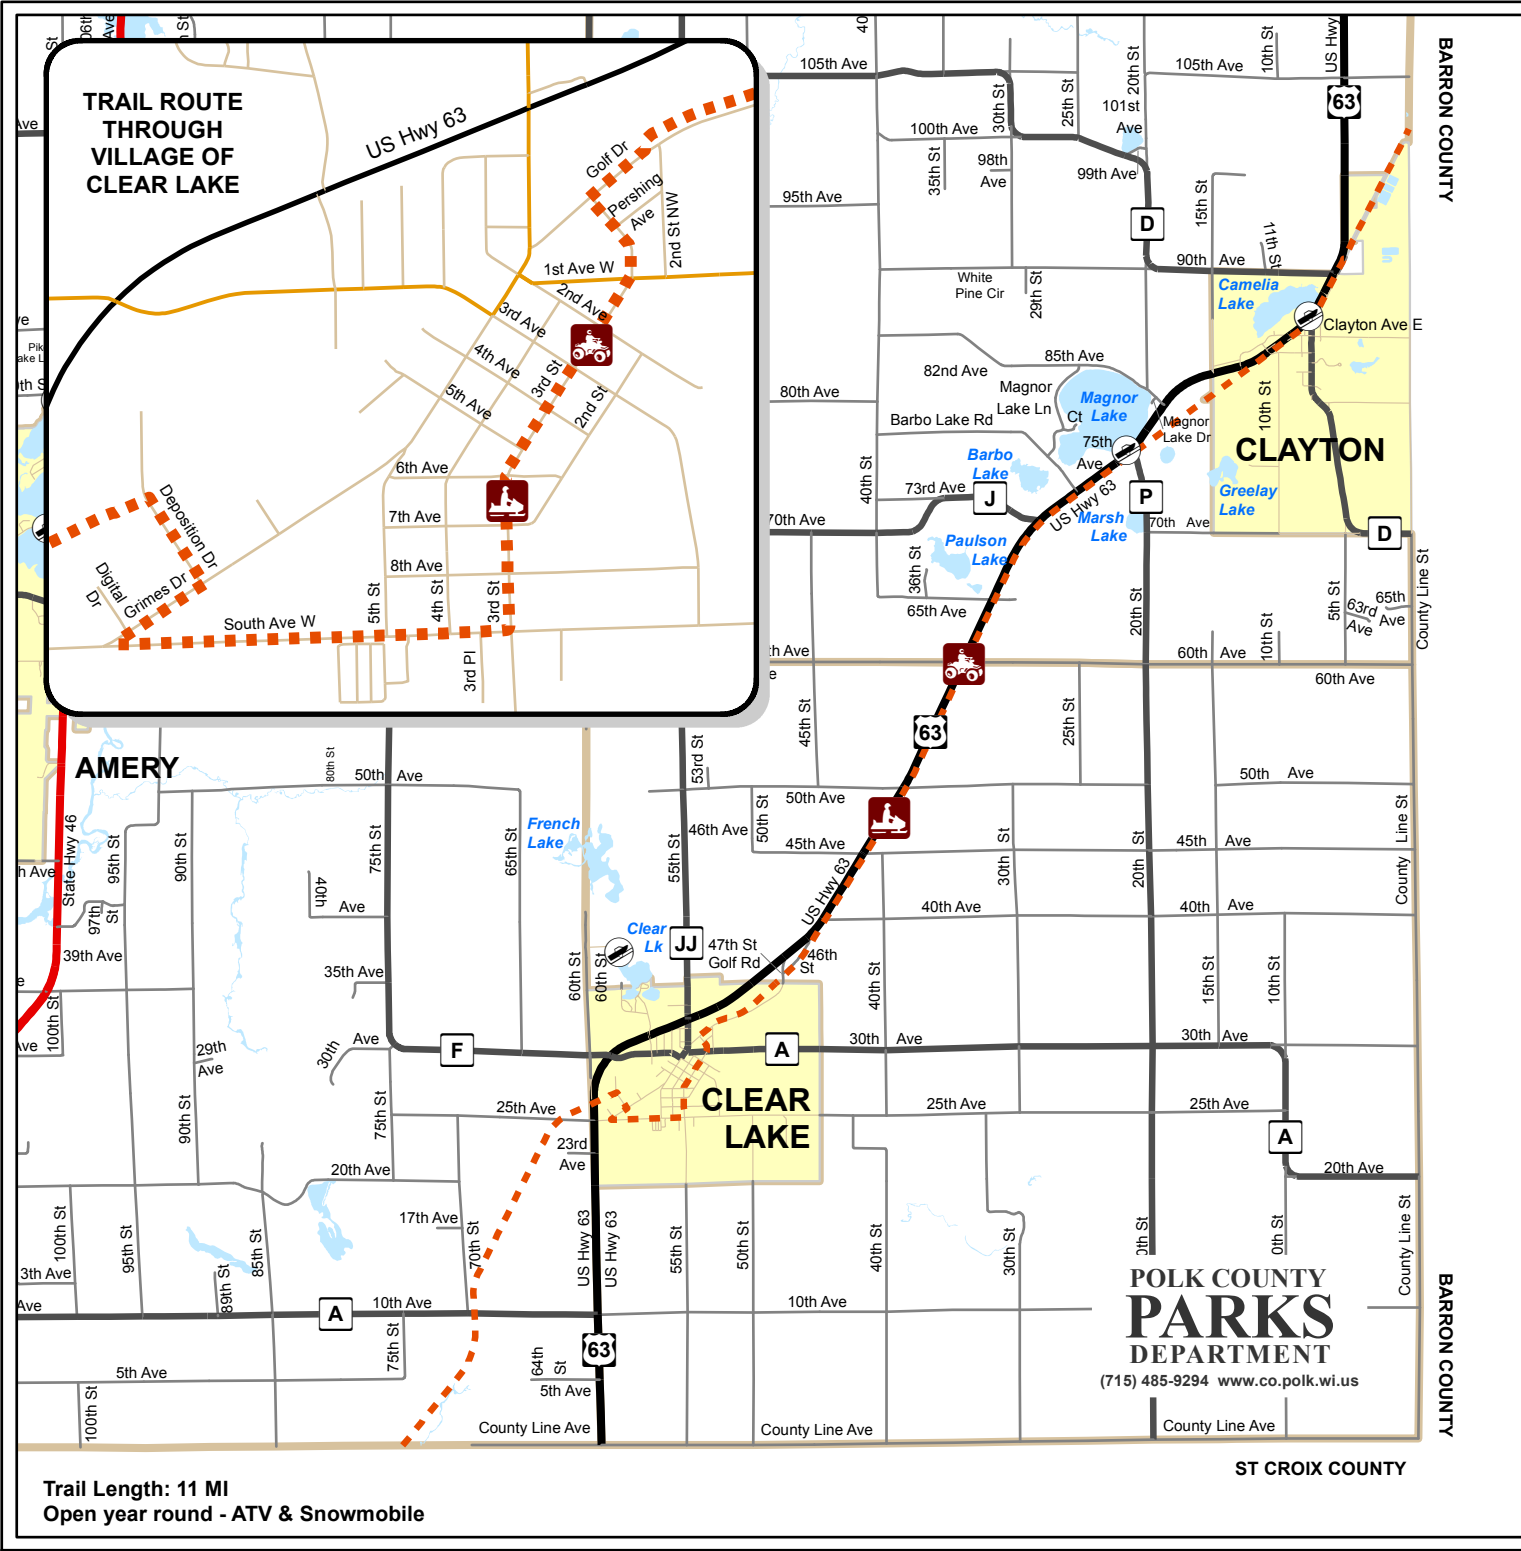 TRAIL ROUTE
THROUGH
VILLAGE OF
CLEAR LAKE
US Hwy 63
Golf Dr
Pershing
Ave
2nd St NW
1st Ave W
2nd Ave
3rd Ave
4th Ave
5th Ave
3rd St
2nd St
6th Ave
7th Ave
8th Ave
Deposition Dr
Digital
Dr
Grimes Dr
South Ave W
5th St
4th St
3rd St
3rd Pl
105th Ave
30th St
25th St
20th St
101st
Ave
105th Ave
10th St
US Hwy
63
BARRON COUNTY
100th Ave
35th St
98th
Ave
99th Ave
95th Ave
D
15th St
11th St
90th Ave
White
Pine Cir
29th St
Camelia
Lake
Clayton Ave E
85th Ave
82nd Ave
80th Ave
Magnor
Lake Ln
Ct
Magnor
Lake
Barbo Lake Rd
75th
Ave
Magnor
Lake Dr
10th St
CLAYTON
Barbo
Lake
40th St
73rd Ave
J
US Hwy 63
P
Greelay
Lake
Marsh
Lake
70th Ave
70th Ave
D
Paulson
Lake
36th St
65th Ave
20th St
10th St
5th St
63rd
Ave
65th
Ave
County Line St
60th Ave
60th Ave
45th St
63
25th St
AMERY
80th St
50th Ave
53rd St
50th Ave
50th Ave
50th St
46th Ave
45th Ave
45th Ave
State Hwy 46
95th St
90th St
75th St
65th St
French
Lake
55th St
30th St
20th St
County Line St
97th
St
40th
Ave
US Hwy 63
40th Ave
40th Ave
39th Ave
35th Ave
Clear
Lk
JJ
47th St
Golf Rd
46th
St
60th St
60th St
40th St
15th St
10th St
100th St
29th
Ave
30th
Ave
F
A
30th Ave
30th Ave
90th St
75th St
25th Ave
CLEAR
LAKE
25th Ave
25th Ave
A
23rd
Ave
20th Ave
20th Ave
100th St
95th St
85th St
17th Ave
70th St
US Hwy 63
US Hwy 63
55th St
50th St
40th St
30th St
County Line St
89th St
A
10th Ave
10th Ave
POLK COUNTY
PARKS
DEPARTMENT
(715) 485-9294 www.co.polk.wi.us
BARRON COUNTY
75th St
63
5th Ave
64th
St
5th Ave
100th St
County Line Ave
County Line Ave
County Line Ave
ST CROIX COUNTY
Trail Length: 11 MI
Open year round - ATV & Snowmobile